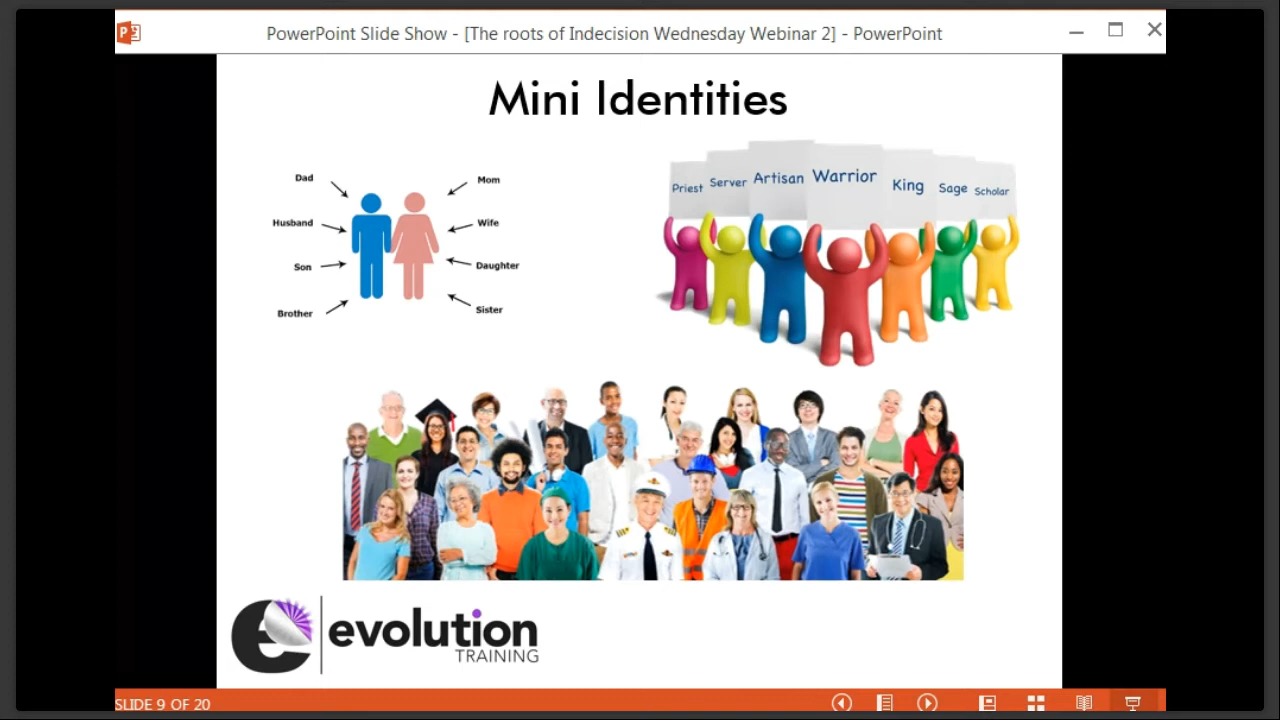 PowerPoint Slide Show - [The roots of Indecision Wednesday Webinar 2] - PowerPoint
Mini Identities
Dad
Mom
Husband
Wife
Son
Daughter
Brother
Sister
Priest
Server
Artisan
Warrior
King
Sage
Scholar
evolution
TRAINING
SLIDE 9 OF 20